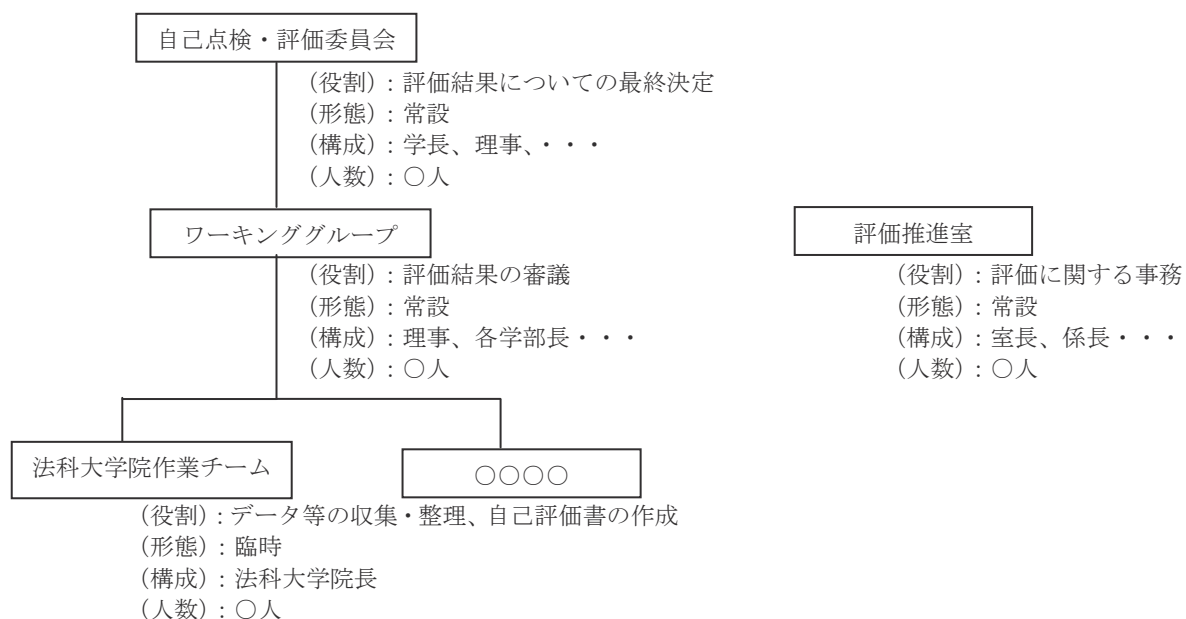 自己点検・評価委員会
（役割）：評価結果についての最終決定
（形態）：常設
（構成）：学長、理事、・・・
（人数）：○人
ワーキンググループ
（役割）：評価結果の審議
（形態）：常設
（構成）：理事、各学部長・・・
（人数）：○人
評価推進室
（役割）：評価に関する事務
（形態）：常設
（構成）：室長、係長・・・
（人数）：○人
法科大学院作業チーム
（役割）：データ等の収集・整理、自己評価書の作成
（形態）：臨時
（構成）：法科大学院長
（人数）：○人
○○○○